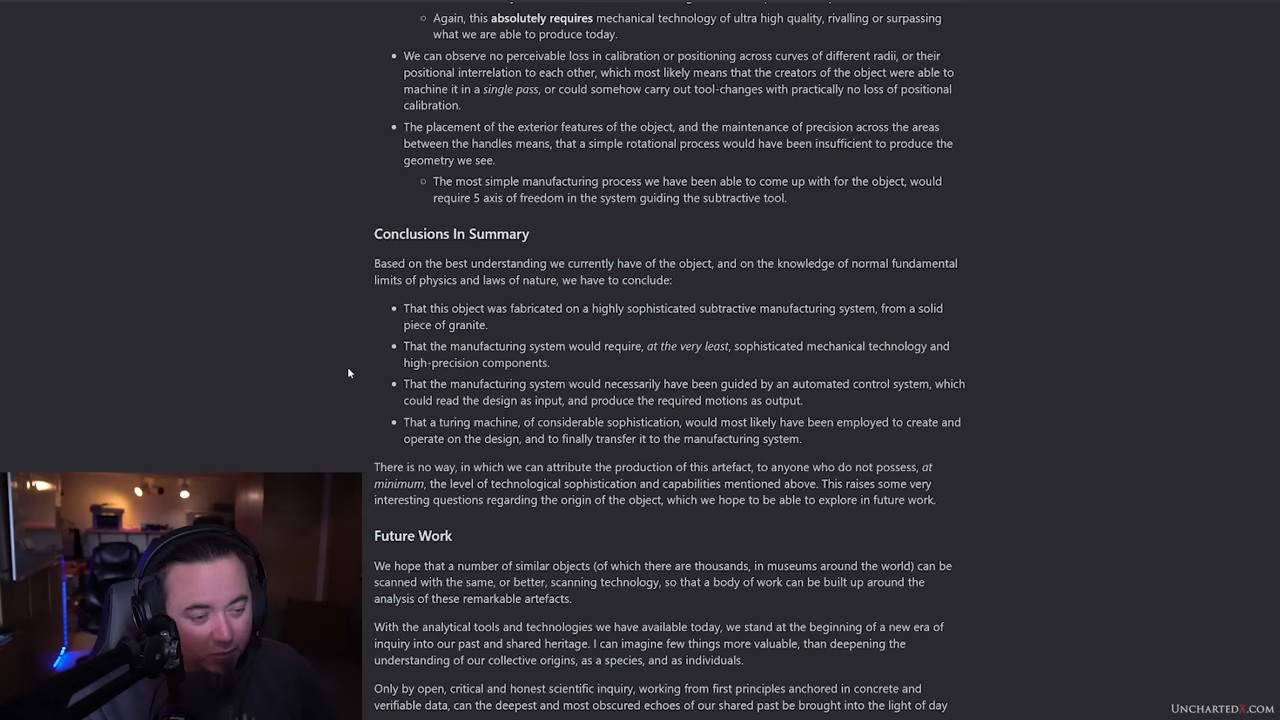 Again, this absolutely requires mechanical technology of ultra high quality, rivalling or surpassing
what we are able to produce today.
We can observe no perceivable loss in calibration or positioning across curves of different radii, or their
positional interrelation to each other, which most likely means that the creators of the object were able to
machine it in a single pass, or could somehow carry out tool-changes with practically no loss of positional
calibration.
The placement of the exterior features of the object, and the maintenance of precision across the areas
between the handles means, that a simple rotational process would have been insufficient to produce the
geometry we see.
The most simple manufacturing process we have been able to come up with for the object, would
require 5 axis of freedom in the system guiding the subtractive tool.
Conclusions In Summary
Based on the best understanding we currently have of the object, and on the knowledge of normal fundamental
limits of physics and laws of nature, we have to conclude:
That this object was fabricated on a highly sophisticated subtractive manufacturing system, from a solid
piece of granite.
That the manufacturing system would require, at the very least, sophisticated mechanical technology and
high-precision components.
That the manufacturing system would necessarily have been guided by an automated control system, which
could read the design as input, and produce the required motions as output.
That a turing machine, of considerable sophistication, would most likely have been employed to create and
operate on the design, and to finally transfer it to the manufacturing system.
There is no way, in which we can attribute the production of this artefact, to anyone who do not possess, at
minimum, the level of technological sophistication and capabilities mentioned above. This raises some very
interesting questions regarding the origin of the object, which we hope to be able to explore in future work.
Future Work
We hope that a number of similar objects (of which there are thousands, in museums around the world) can be
scanned with the same, or better, scanning technology, so that a body of work can be built up around the
analysis of these remarkable artefacts.
With the analytical tools and technologies we have available today, we stand at the beginning of a new era of
inquiry into our past and shared heritage. I can imagine few things more valuable, than deepening the
understanding of our collective origins, as a species, and as individuals.
Only by open, critical and honest scientific inquiry, working from first principles anchored in concrete and
verifiable data, can the deepest and most obscured echoes of our shared past be brought into the light of day
UNCHARTEDX.COM